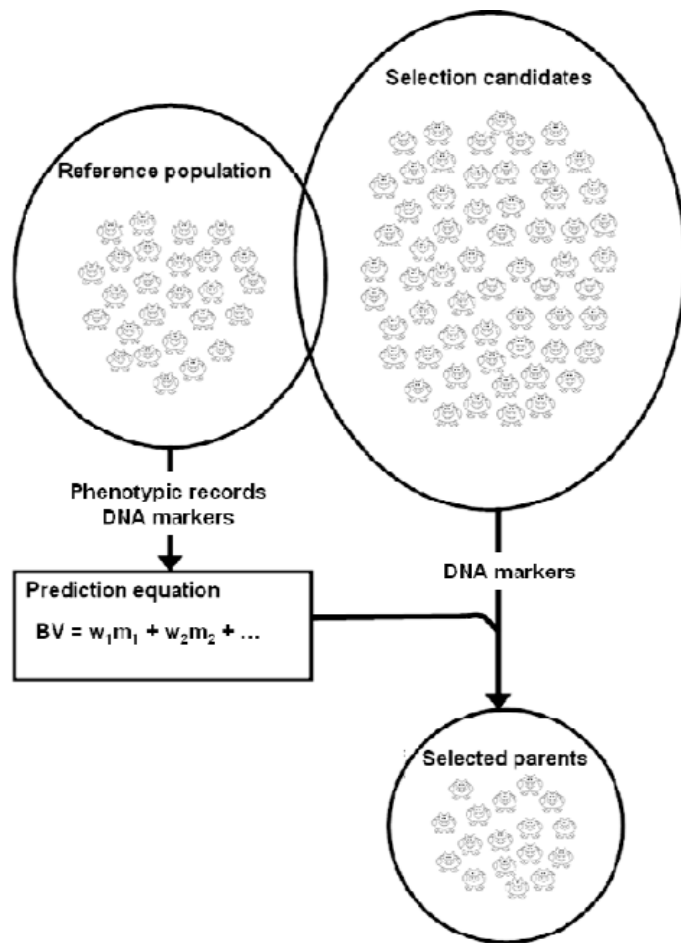 Selection candidates
Reference population
Phenotypic records
DNA markers
DNA markers
Prediction equation
BV = w₁m₁ + w₂m₂ + ...
Selected parents